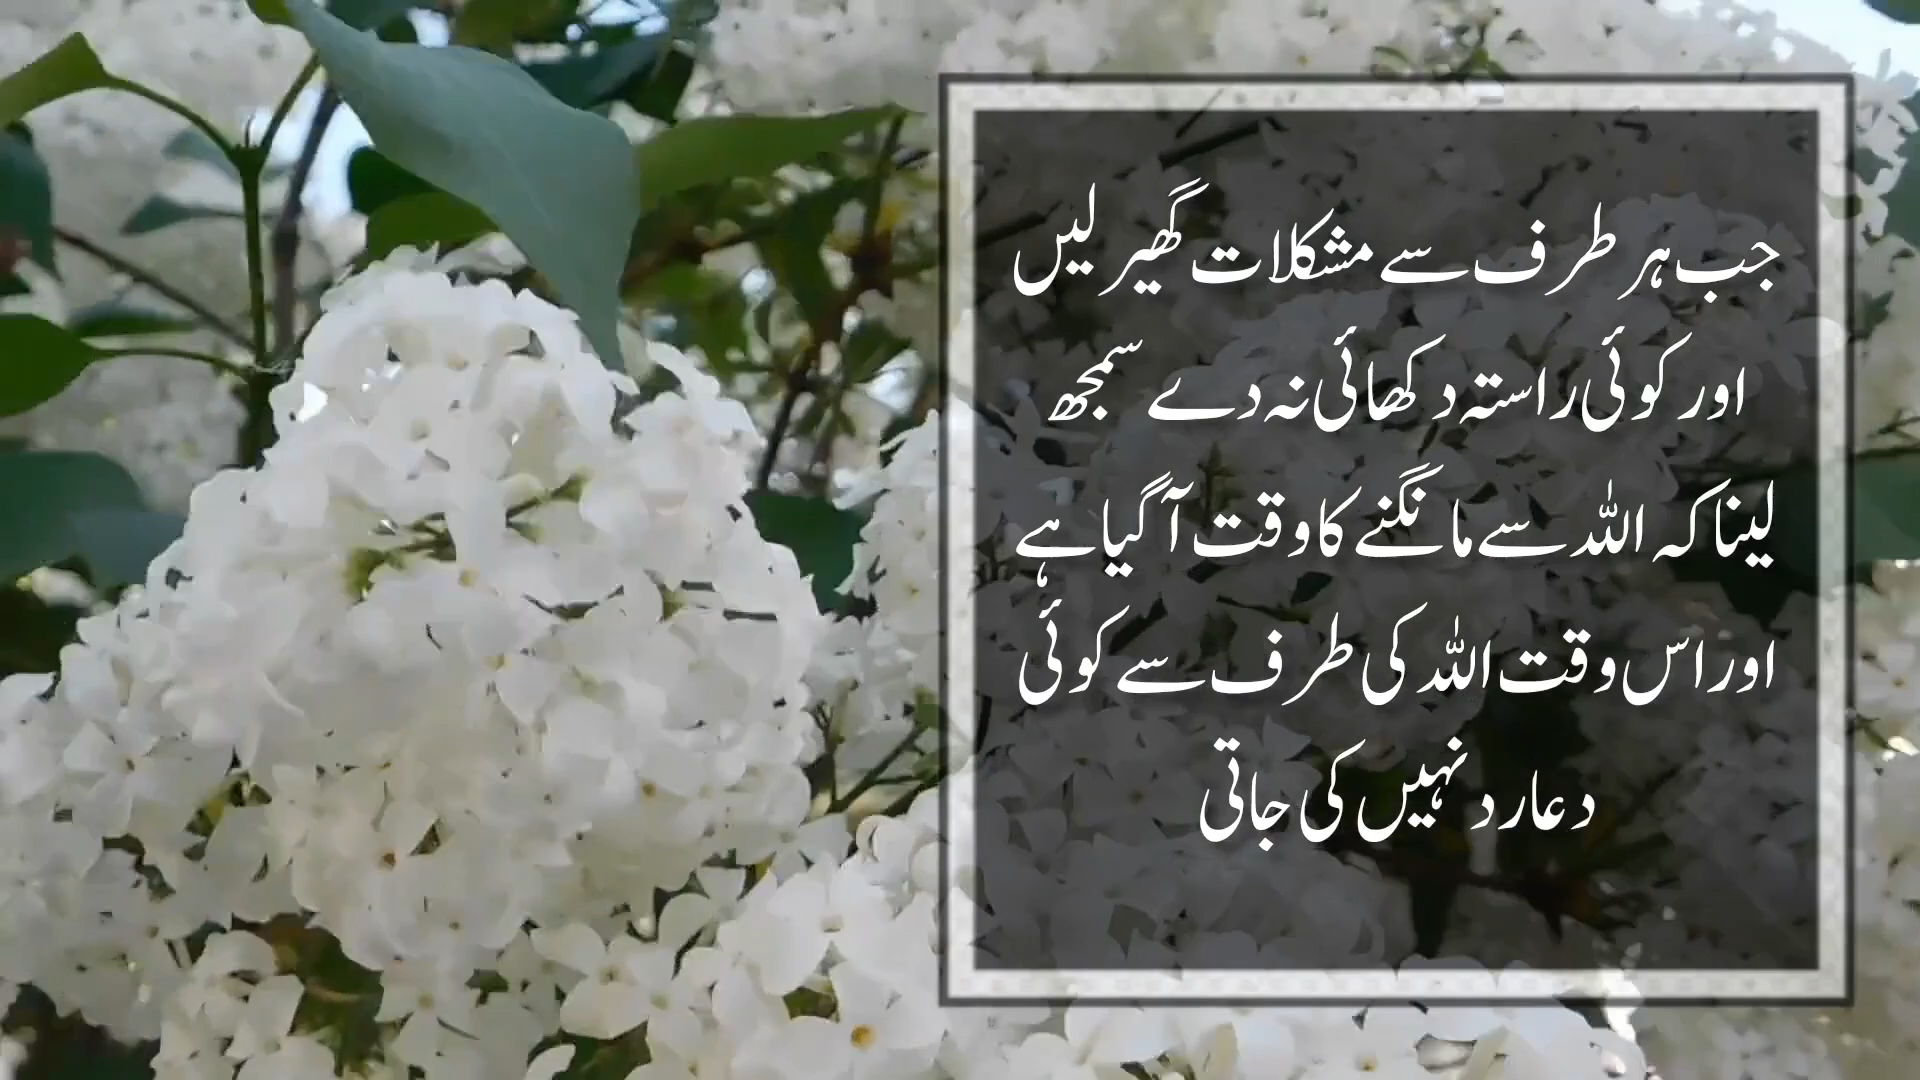 جب ہر طرف سے مشکلات گھیر لیں
اور کوئی راستہ دکھائی نہ دے سمجھ
لینا کہ اللہ سے مانگنے کا وقت آ گیا ہے
اور اس وقت اللہ کی طرف سے کوئی
دعا رد نہیں کی جاتی